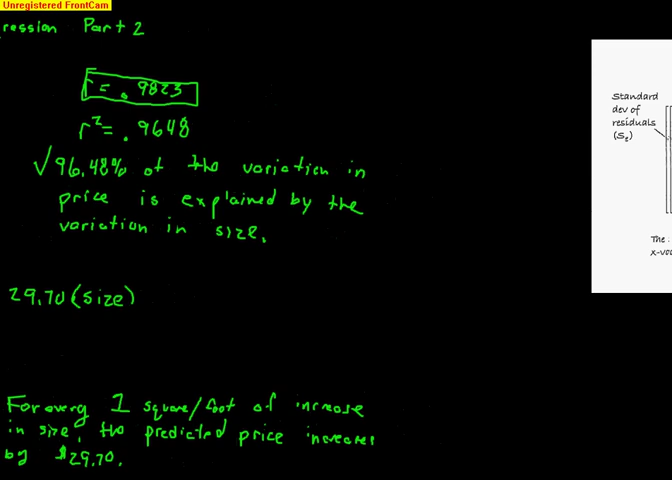 Unregistered FrontCam
ression Part 2
r = .9823
r²= .9648
√96.48% of the variation in
price is explained by the
variation in size.
29.70(size)
For every 1 square/foot of increase
in size, the predicted price increases
by $29.70.
Standard
dev of
residuals
(Se)
The
x-va